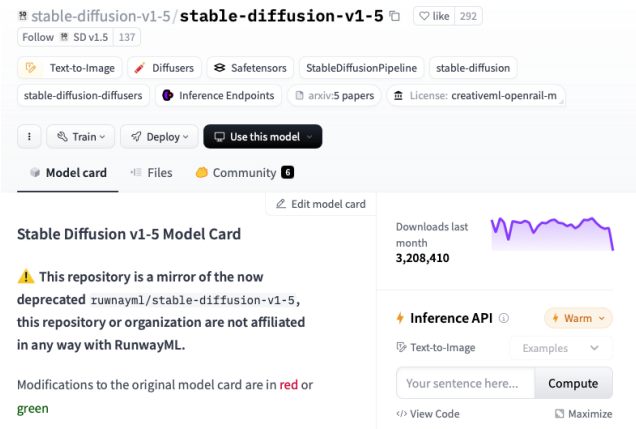 stable-diffusion-v1-5/stable-diffusion-v1-5 like 292
Follow SD v1.5 137
Text-to-Image Diffusers Safetensors StableDiffusionPipeline stable-diffusion
stable-diffusion-diffusers Inference Endpoints arxiv:5 papers License: creativeml-openrail-m
Train Deploy Use this model
Model card Files Community 6
Edit model card
Stable Diffusion v1-5 Model Card
⚠️ This repository is a mirror of the now
deprecated ruwnayml/stable-diffusion-v1-5,
this repository or organization are not affiliated
in any way with RunwayML.
Modifications to the original model card are in red or
green
Downloads last
month
3,208,410
Inference API Warm
Text-to-Image Examples
Your sentence here... Compute
</> View Code Maximize